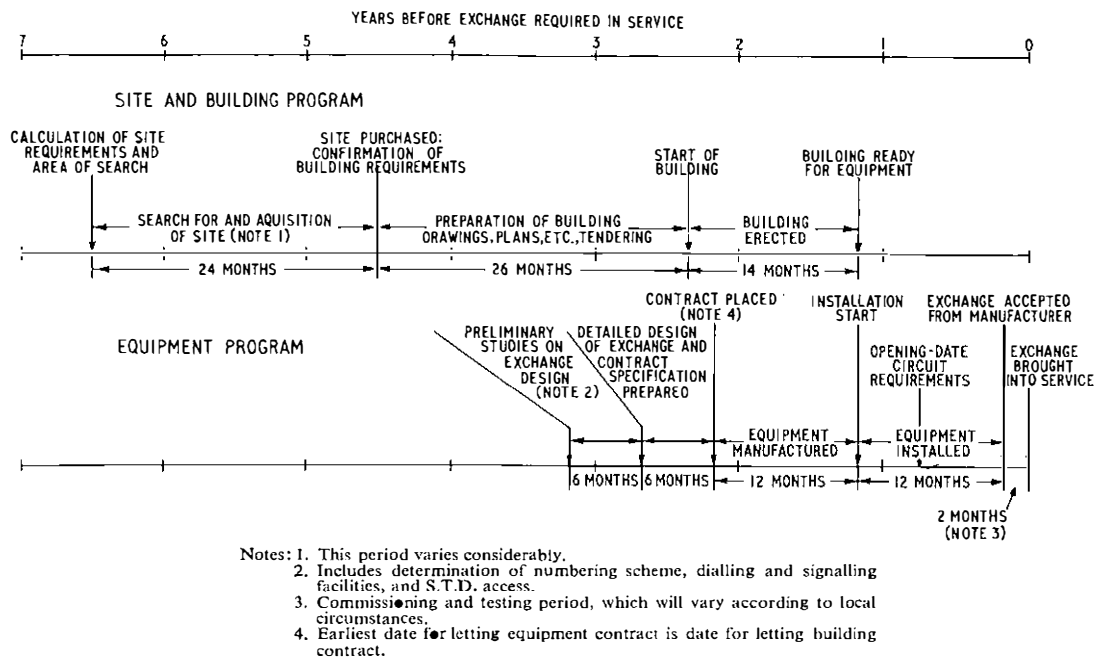 YEARS BEFORE EXCHANGE REQUIRED IN SERVICE
7 6 5 4 3 2 1 0
SITE AND BUILDING PROGRAM
CALCULATION OF SITE
REQUIREMENTS AND
AREA OF SEARCH
SITE PURCHASED:
CONFIRMATION OF
BUILDING REQUIREMENTS
START OF
BUILDING
BUILDING READY
FOR EQUIPMENT
SEARCH FOR AND AQUISITION
OF SITE (NOTE 1)
PREPARATION OF BUILDING
DRAWINGS, PLANS, ETC., TENDERING
BUILDING
ERECTED
24 MONTHS
26 MONTHS
14 MONTHS
EQUIPMENT PROGRAM
PRELIMINARY
STUDIES ON
EXCHANGE
DESIGN
(NOTE 2)
DETAILED DESIGN
OF EXCHANGE AND
CONTRACT
SPECIFICATION
PREPARED
CONTRACT PLACED
(NOTE 4)
INSTALLATION
START
OPENING-DATE
CIRCUIT
REQUIREMENTS
EXCHANGE ACCEPTED
FROM MANUFACTURER
EXCHANGE
BROUGHT
INTO SERVICE
EQUIPMENT
MANUFACTURED
EQUIPMENT
INSTALLED
6 MONTHS
6 MONTHS
12 MONTHS
12 MONTHS
2 MONTHS
(NOTE 3)
Notes: 1. This period varies considerably.
2. Includes determination of numbering scheme, dialling and signalling
facilities, and S.T.D. access.
3. Commissioning and testing period, which will vary according to local
circumstances.
4. Earliest date for letting equipment contract is date for letting building
contract.